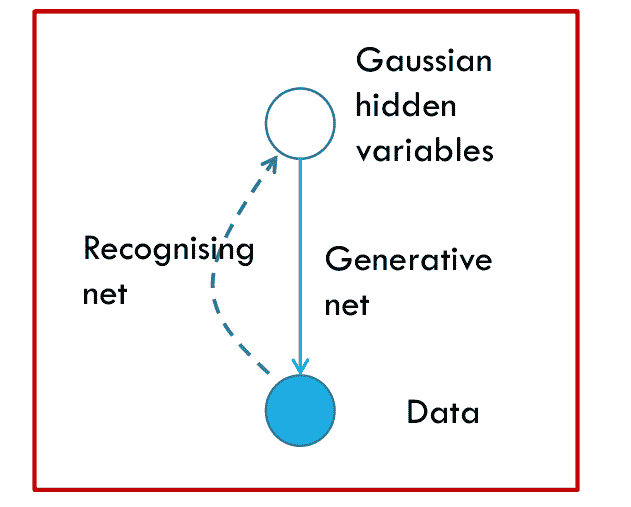 Gaussian
hidden
variables
Recognising
net
Generative
net
Data